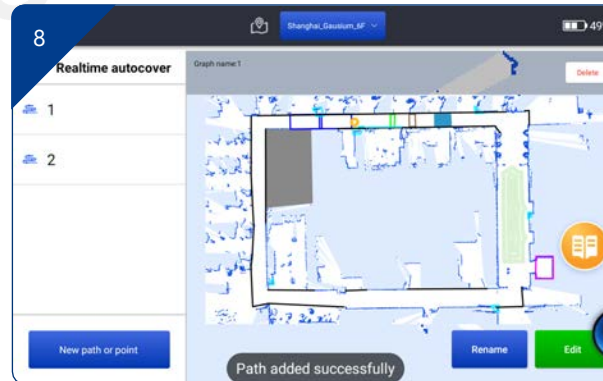 8
Shanghai_Gausium_6F
49%
Realtime autocover
Graph name:1
Delete
1
2
New path or point
Rename
Edit
Path added successfully